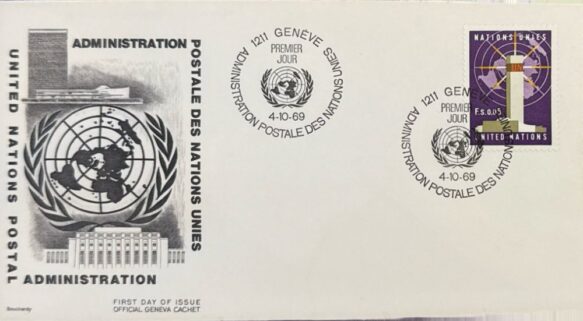 ADMINISTRATION
POSTALE DES NATIONS UNIES
UNITED NATIONS POSTAL
ADMINISTRATION
FIRST DAY OF ISSUE
OFFICIAL GENEVA CACHET
1211 GENÈVE
PREMIER
JOUR
4-10-69
ADMINISTRATION POSTALE DES NATIONS UNIES
NATIONS UNIES
F.s. 0,05
UNITED NATIONS
1211 GENÈVE
PREMIER
JOUR
4-10-69
ADMINISTRATION POSTALE DES NATIONS UNIES